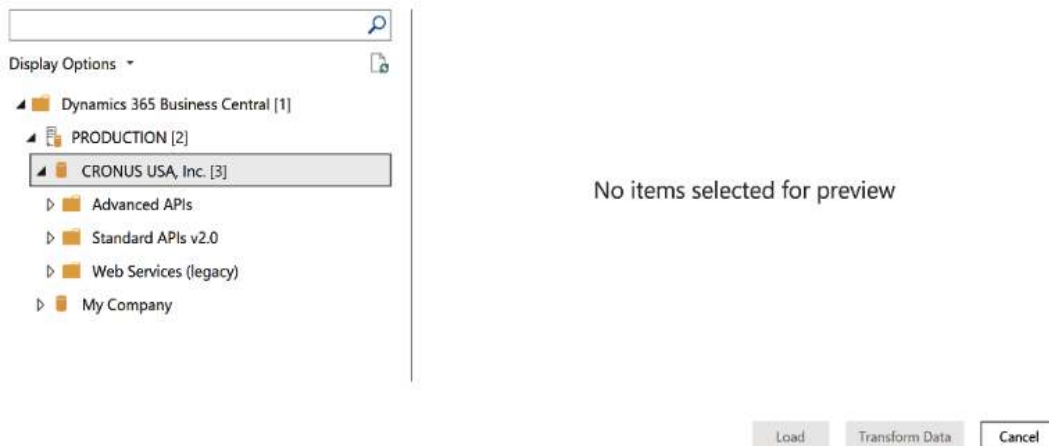 Display Options
Dynamics 365 Business Central [1]
PRODUCTION [2]
CRONUS USA, Inc. [3]
Advanced APIs
Standard APIs v2.0
Web Services (legacy)
My Company
No items selected for preview
Load
Transform Data
Cancel